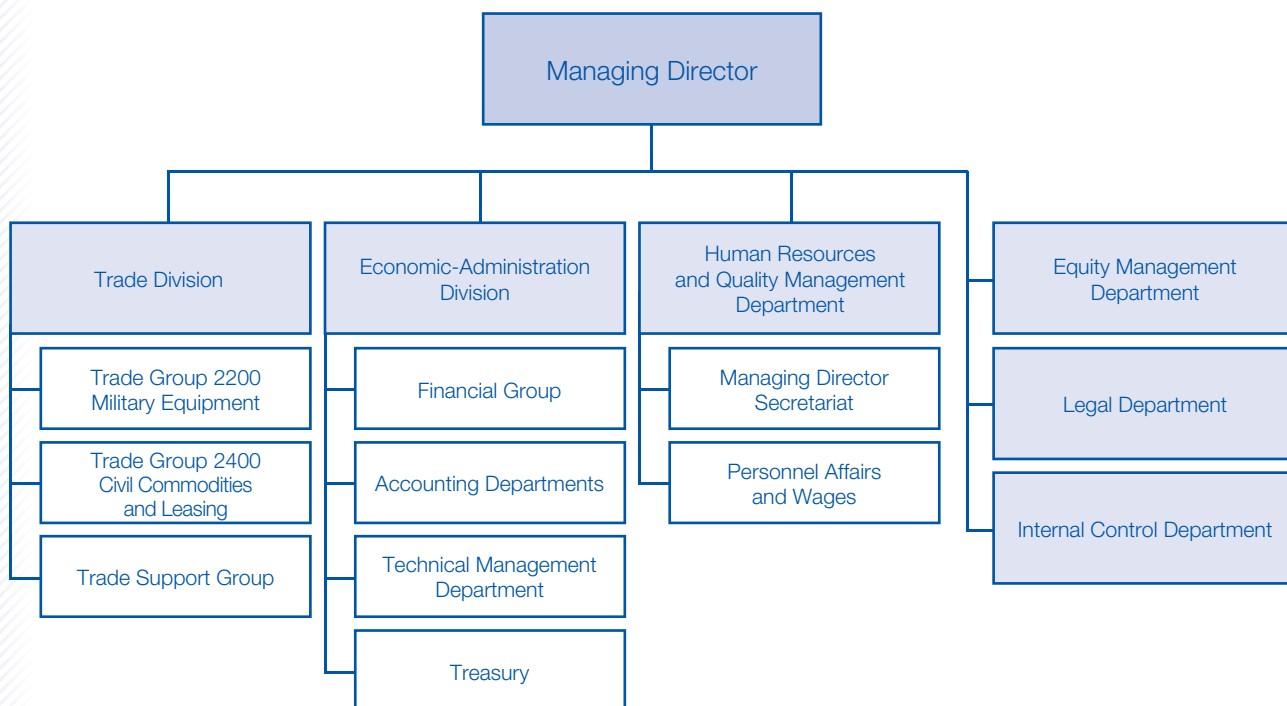 Managing Director
Trade Division
Economic-Administration
Division
Human Resources
and Quality Management
Department
Equity Management
Department
Trade Group 2200
Military Equipment
Financial Group
Managing Director
Secretariat
Legal Department
Trade Group 2400
Civil Commodities
and Leasing
Accounting Departments
Personnel Affairs
and Wages
Internal Control Department
Trade Support Group
Technical Management
Department
Treasury